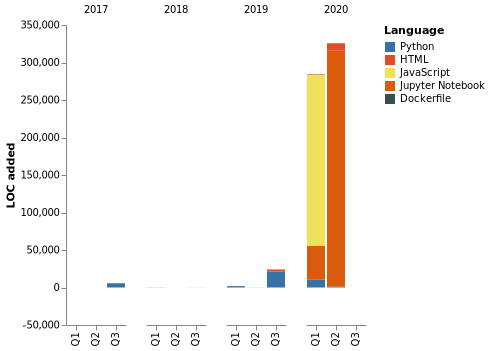 2017 2018 2019 2020
Language
Python
HTML
JavaScript
Jupyter Notebook
Dockerfile
LOC added
350,000
300,000
250,000
200,000
150,000
100,000
50,000
0
-50,000
Q1 Q2 Q3 Q1 Q2 Q3 Q1 Q2 Q3 Q1 Q2 Q3